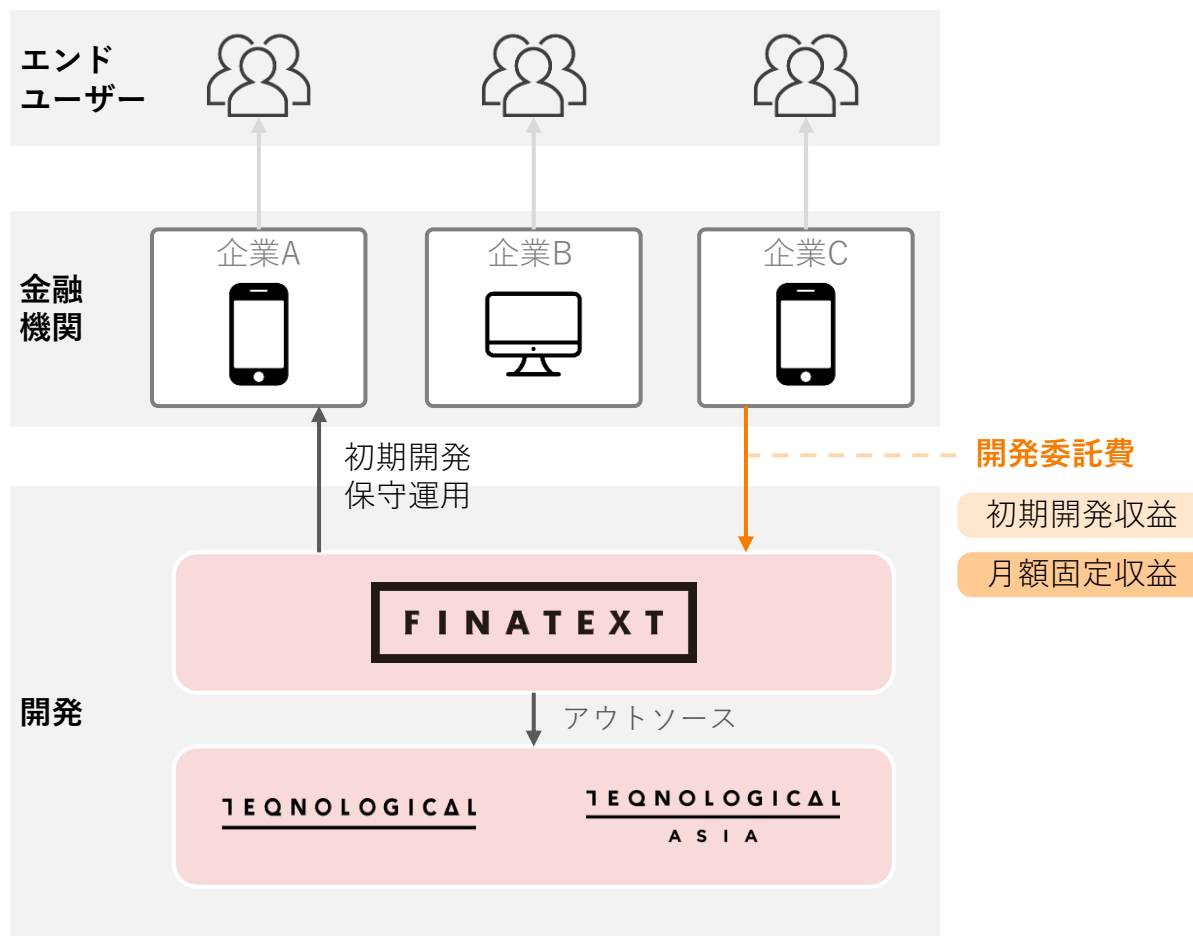 エンド
ユーザー
企業A
企業B
企業C
金融
機関
初期開発
保守運用
開発委託費
初期開発収益
月額固定収益
FINATEXT
開発
アウトソース
TEQNOLOGICAL
TEQNOLOGICAL
ASIA